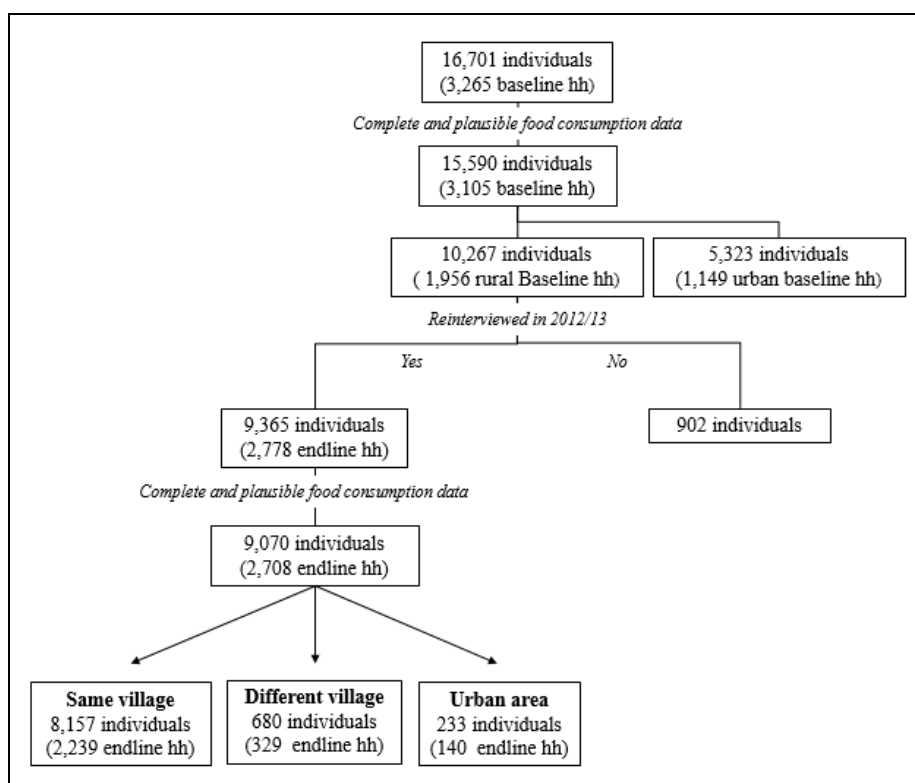 16,701 individuals
(3,265 baseline hh)
Complete and plausible food consumption data
15,590 individuals
(3,105 baseline hh)
10,267 individuals
( 1,956 rural Baseline hh)
5,323 individuals
(1,149 urban baseline hh)
Reinterviewed in 2012/13
Yes
No
9,365 individuals
(2,778 endline hh)
902 individuals
Complete and plausible food consumption data
9,070 individuals
(2,708 endline hh)
Same village
8,157 individuals
(2,239 endline hh)
Different village
680 individuals
(329 endline hh)
Urban area
233 individuals
(140 endline hh)